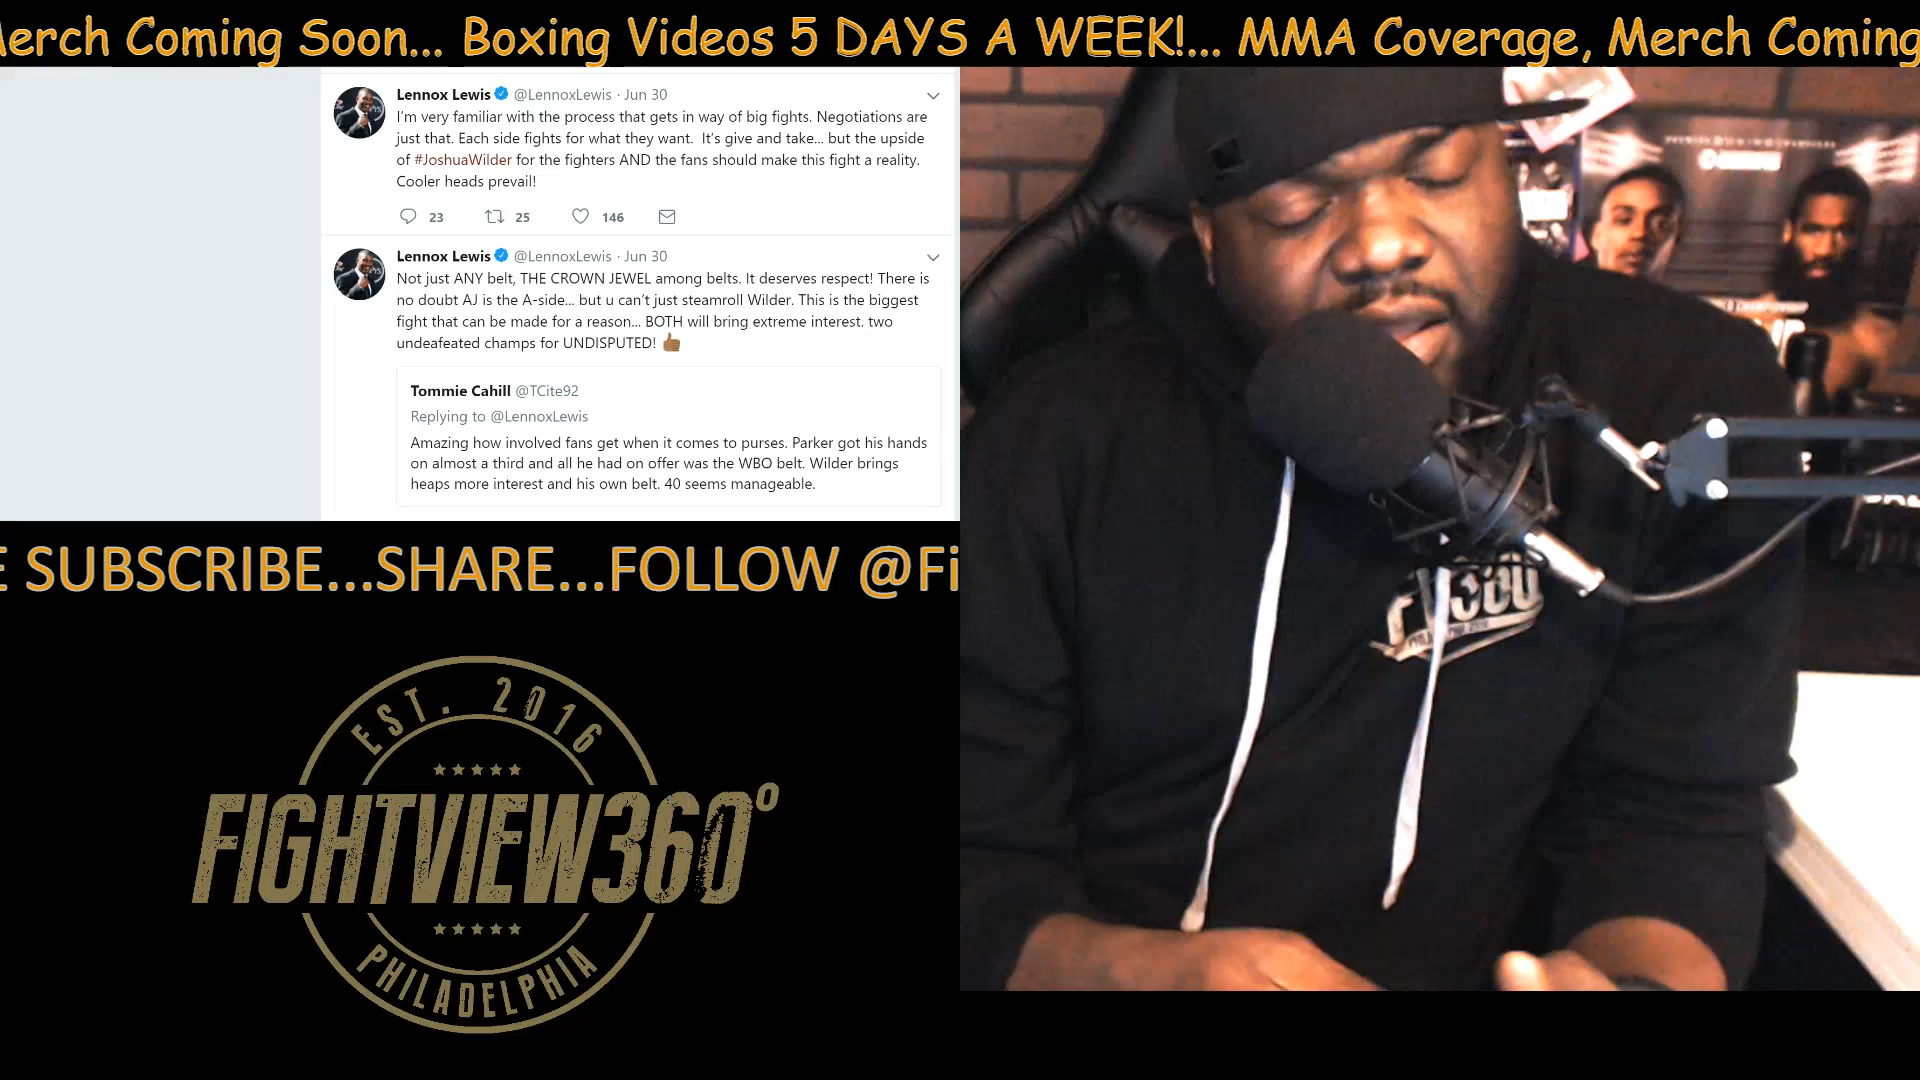 Merch Coming Soon... Boxing Videos 5 DAYS A WEEK!... MMA Coverage, Merch Coming
Lennox Lewis @LennoxLewis · Jun 30
I'm very familiar with the process that gets in way of big fights. Negotiations are
just that. Each side fights for what they want. It's give and take... but the upside
of #JoshuaWilder for the fighters AND the fans should make this fight a reality.
Cooler heads prevail!
23 25 146
Lennox Lewis @LennoxLewis · Jun 30
Not just ANY belt, THE CROWN JEWEL among belts. It deserves respect! There is
no doubt AJ is the A-side... but u can't just steamroll Wilder. This is the biggest
fight that can be made for a reason... BOTH will bring extreme interest. two
undeafeated champs for UNDISPUTED! 👍🏾
Tommie Cahill @TCite92
Replying to @LennoxLewis
Amazing how involved fans get when it comes to purses. Parker got his hands
on almost a third and all he had on offer was the WBO belt. Wilder brings
heaps more interest and his own belt. 40 seems manageable.
E SUBSCRIBE...SHARE...FOLLOW @Fi
EST. 2016
FIGHTVIEW360°
PHILADELPHIA
FV360